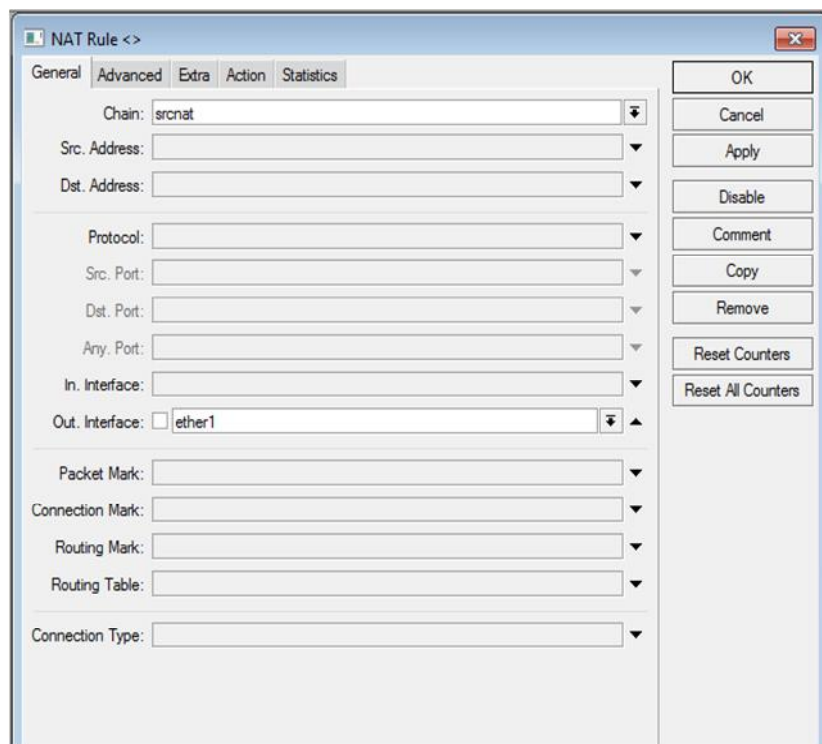 NAT Rule <>
General Advanced Extra Action Statistics
OK
Chain: srcnat
Cancel
Src. Address:
Apply
Dst. Address:
Disable
Protocol:
Comment
Src. Port:
Copy
Dst. Port:
Remove
Any. Port:
Reset Counters
In. Interface:
Reset All Counters
Out. Interface: ether1
Packet Mark:
Connection Mark:
Routing Mark:
Routing Table:
Connection Type: